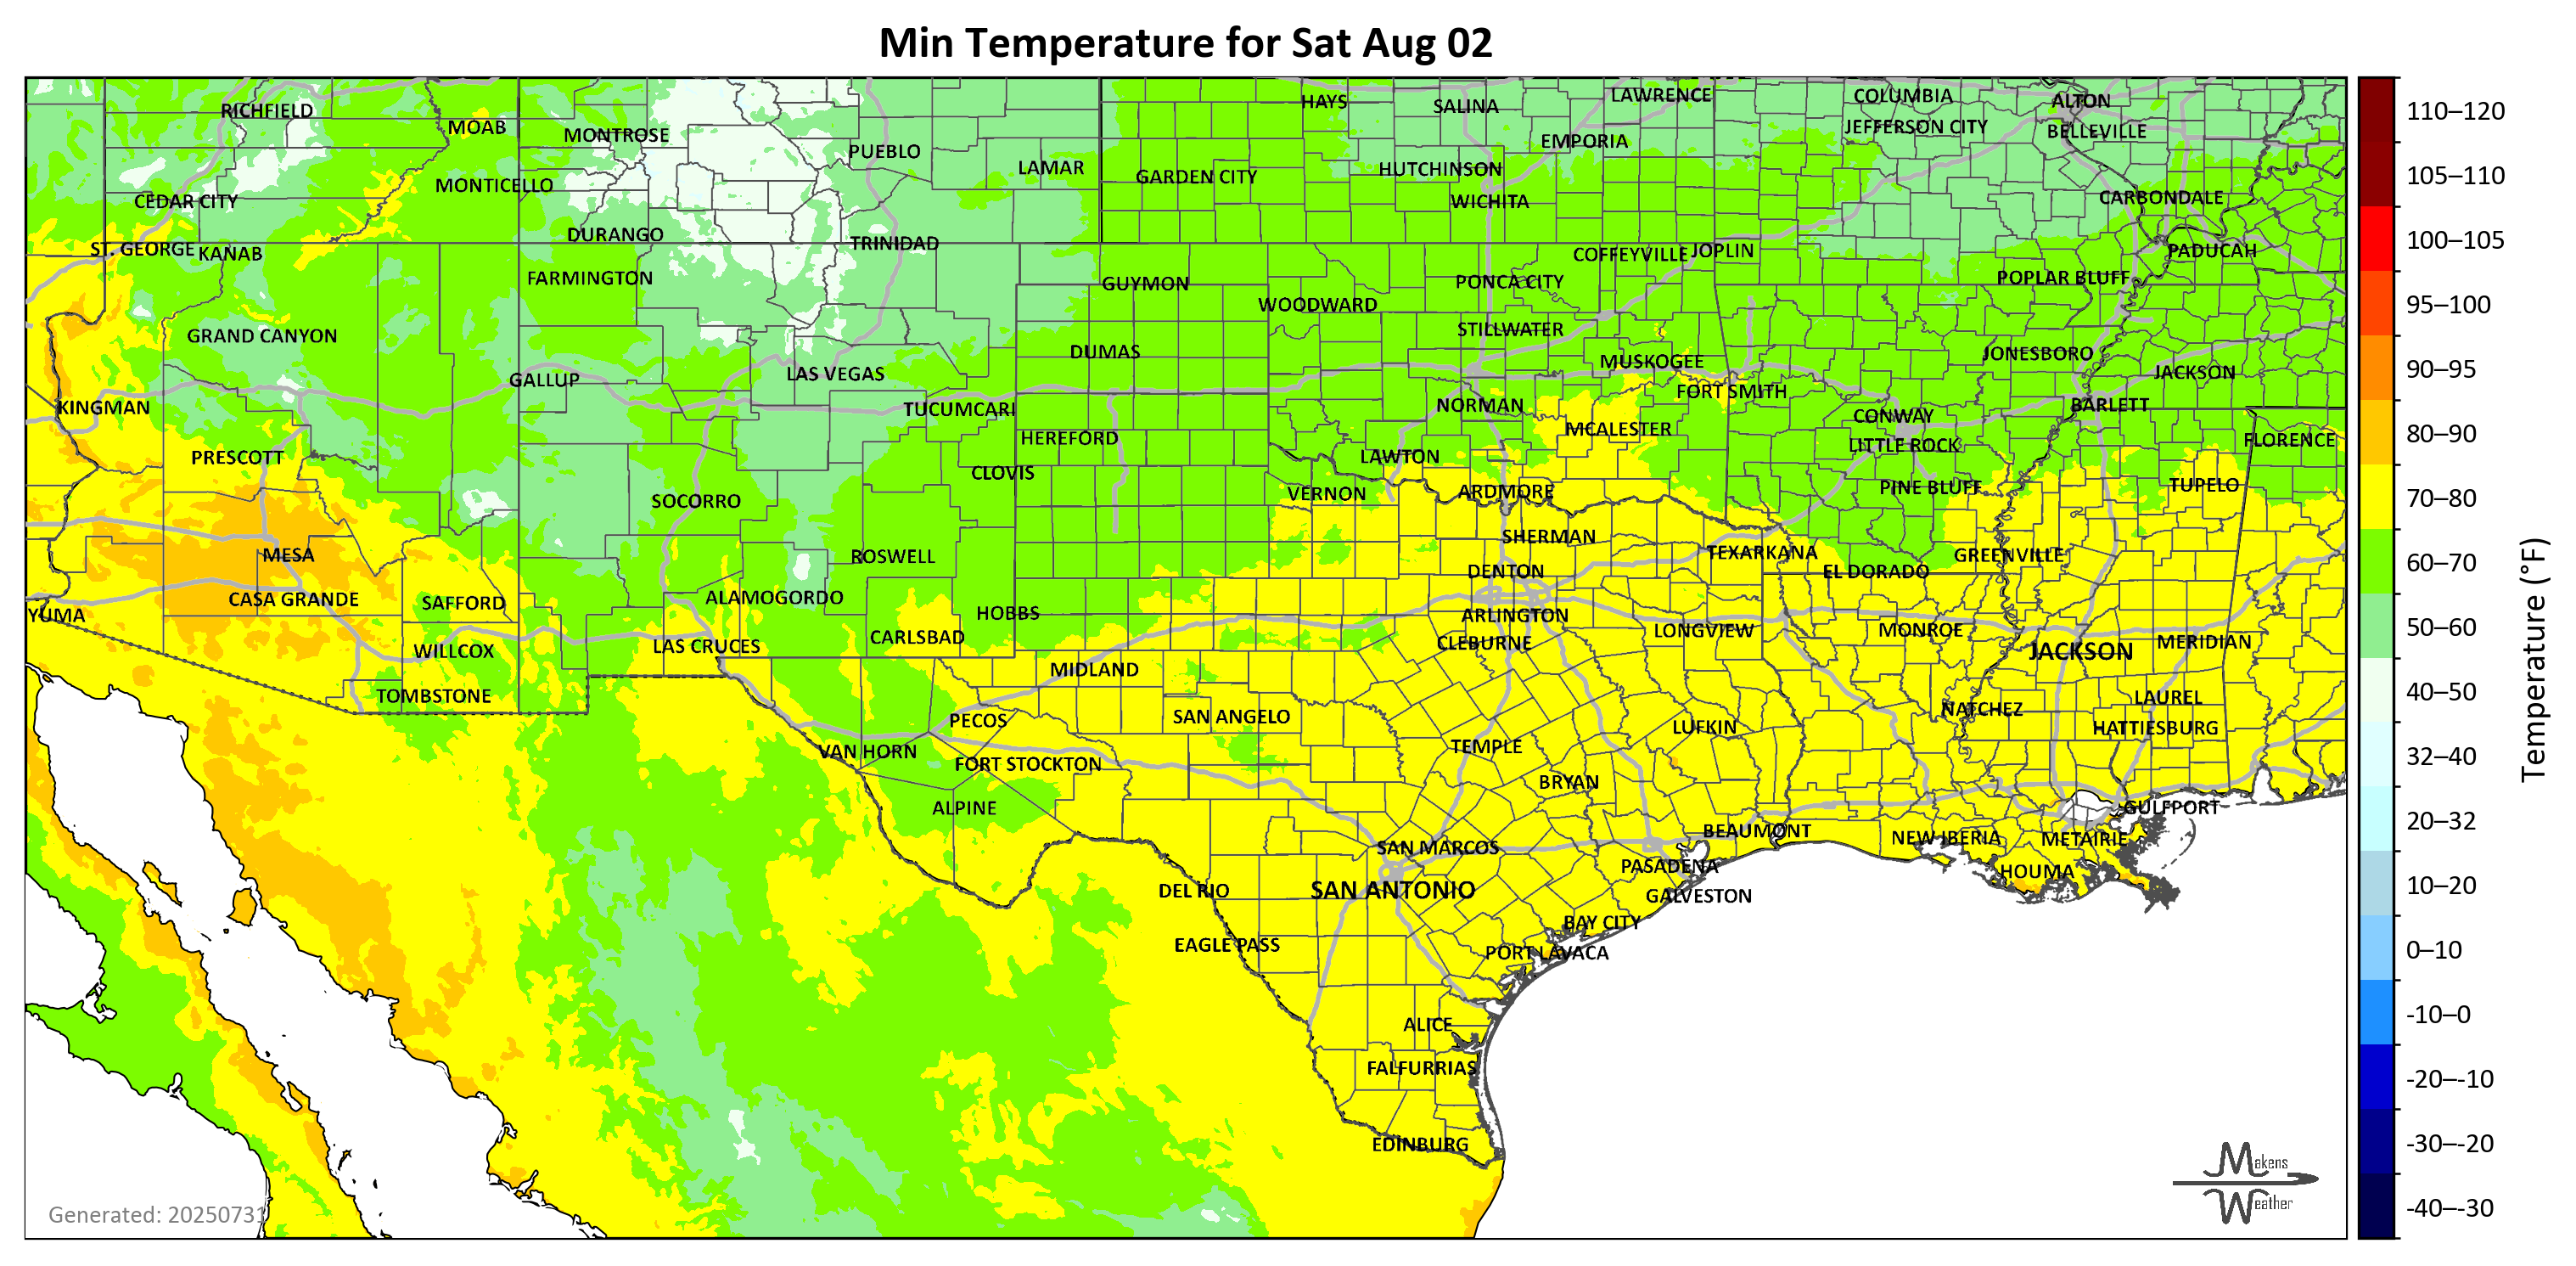 Min Temperature for Sat Aug 02
RICHFIELD
MOAB
MONTROSE
PUEBLO
LAMAR
HAYS
SALINA
LAWRENCE
COLUMBIA
ALTON
JEFFERSON CITY
BELLEVILLE
EMPORIA
HUTCHINSON
GARDEN CITY
WICHITA
CARBONDALE
MONTICELLO
CEDAR CITY
DURANGO
TRINIDAD
ST. GEORGE
KANAB
FARMINGTON
GUYMON
COFFEYVILLE
JOPLIN
PADUCAH
PONCA CITY
POPLAR BLUFF
WOODWARD
STILLWATER
GRAND CANYON
DUMAS
MUSKOGEE
JONESBORO
JACKSON
GALLUP
LAS VEGAS
FORT SMITH
KINGMAN
TUCUMCARI
NORMAN
CONWAY
BARLETT
HEREFORD
MCALESTER
LITTLE ROCK
FLORENCE
PRESCOTT
CLOVIS
LAWTON
SOCORRO
VERNON
ARDMORE
PINE BLUFF
TUPELO
MESA
ROSWELL
SHERMAN
TEXARKANA
GREENVILLE
DENTON
EL DORADO
CASA GRANDE
SAFFORD
ALAMOGORDO
HOBBS
YUMA
ARLINGTON
CARLSBAD
CLEBURNE
LONGVIEW
MONROE
MERIDIAN
WILLCOX
LAS CRUCES
MIDLAND
JACKSON
TOMBSTONE
PECOS
SAN ANGELO
LUFKIN
NATCHEZ
LAUREL
HATTIESBURG
VAN HORN
FORT STOCKTON
TEMPLE
BRYAN
ALPINE
GULFPORT
SAN MARCOS
BEAUMONT
NEW IBERIA
METAIRIE
PASADENA
HOUMA
DEL RIO
SAN ANTONIO
GALVESTON
BAY CITY
EAGLE PASS
PORT LAVACA
ALICE
FALFURRIAS
EDINBURG
Generated: 20250731
Makens
Weather
110–120
105–110
100–105
95–100
90–95
80–90
70–80
60–70
50–60
40–50
32–40
20–32
10–20
0–10
-10–0
-20–-10
-30–-20
-40–-30
Temperature (°F)